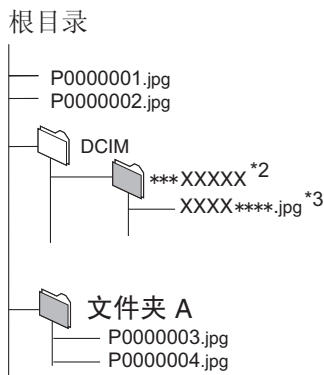 根目录
P0000001.jpg
P0000002.jpg
DCIM
***XXXXX*2
XXXX****.jpg*3
文件夹 A
P0000003.jpg
P0000004.jpg